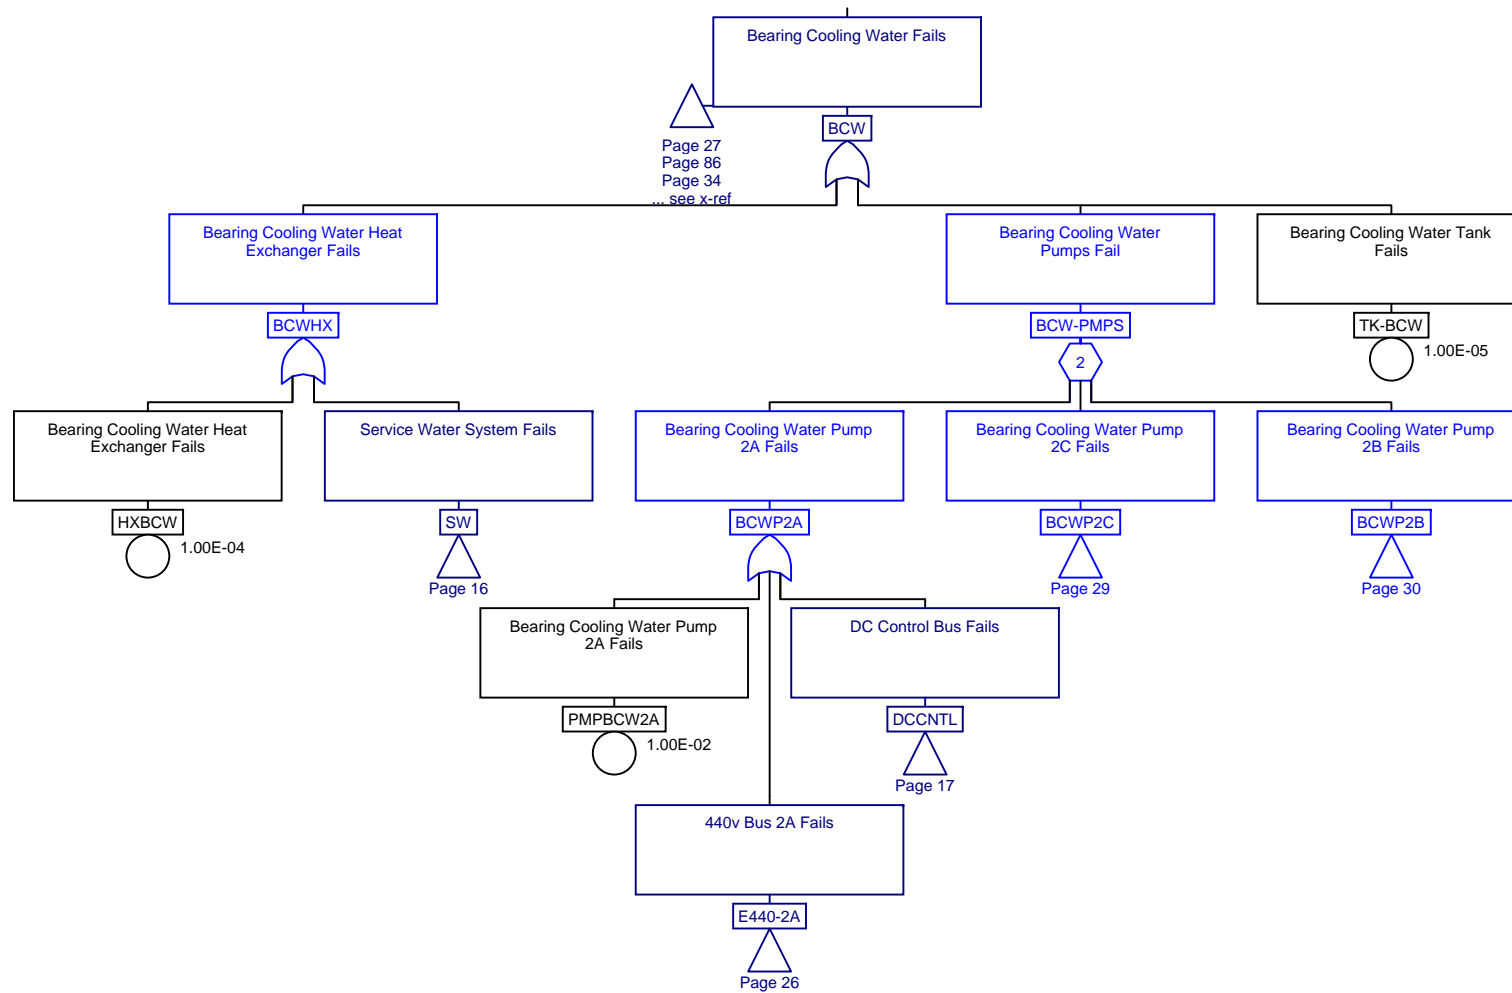 Bearing Cooling Water Fails
BCW
Page 27
Page 86
Page 34
... see x-ref
Bearing Cooling Water Heat
Exchanger Fails
BCWHX
Bearing Cooling Water
Pumps Fail
BCW-PMPS
2
Bearing Cooling Water Tank
Fails
TK-BCW
1.00E-05
Bearing Cooling Water Heat
Exchanger Fails
HXBCW
1.00E-04
Service Water System Fails
SW
Page 16
Bearing Cooling Water Pump
2A Fails
BCWP2A
Bearing Cooling Water Pump
2C Fails
BCWP2C
Page 29
Bearing Cooling Water Pump
2B Fails
BCWP2B
Page 30
Bearing Cooling Water Pump
2A Fails
PMPBCW2A
1.00E-02
DC Control Bus Fails
DCCNTL
Page 17
440v Bus 2A Fails
E440-2A
Page 26